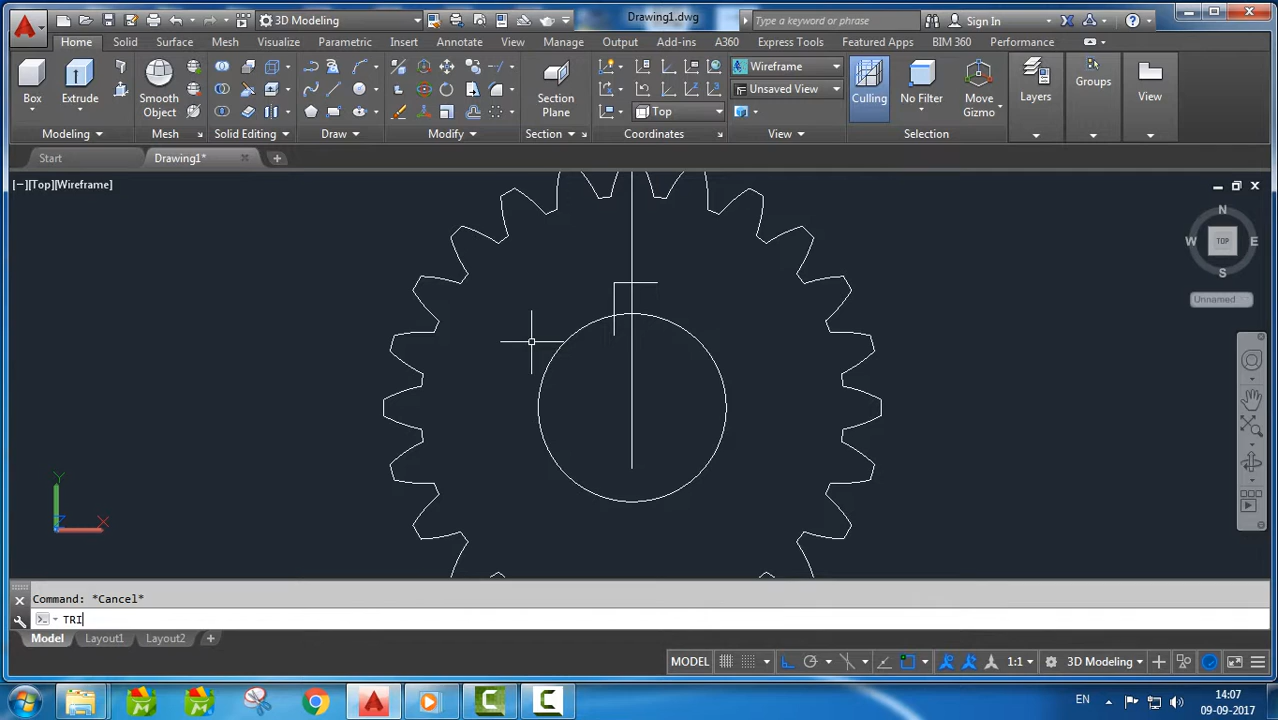 3D Modeling
Drawing1.dwg
Type a keyword or phrase
Sign In
Home
Solid
Surface
Mesh
Visualize
Parametric
Insert
Annotate
View
Manage
Output
Add-ins
A360
Express Tools
Featured Apps
BIM 360
Performance
Box
Extrude
Smooth
Object
Section
Plane
Wireframe
Unsaved View
Top
Culling
No Filter
Move
Gizmo
Layers
Groups
View
Modeling
Mesh
Solid Editing
Draw
Modify
Section
Coordinates
View
Selection
Start
Drawing1*
[−][Top][Wireframe]
N
W
TOP
E
S
Unnamed
Y
Z
X
Command: *Cancel*
TRI
Model
Layout1
Layout2
MODEL
1:1
3D Modeling
EN
14:07
09-09-2017